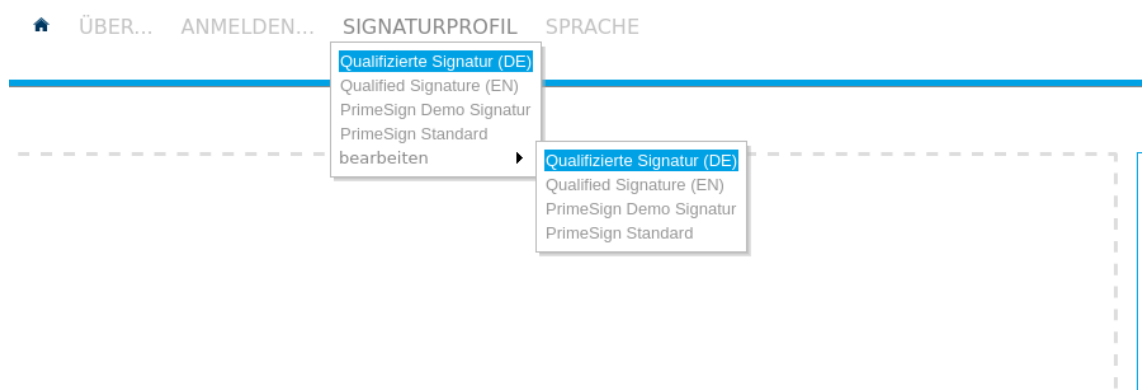 ÜBER... ANMELDEN... SIGNATURPROFIL SPRACHE
Qualifizierte Signatur (DE)
Qualified Signature (EN)
PrimeSign Demo Signatur
PrimeSign Standard
bearbeiten
Qualifizierte Signatur (DE)
Qualified Signature (EN)
PrimeSign Demo Signatur
PrimeSign Standard